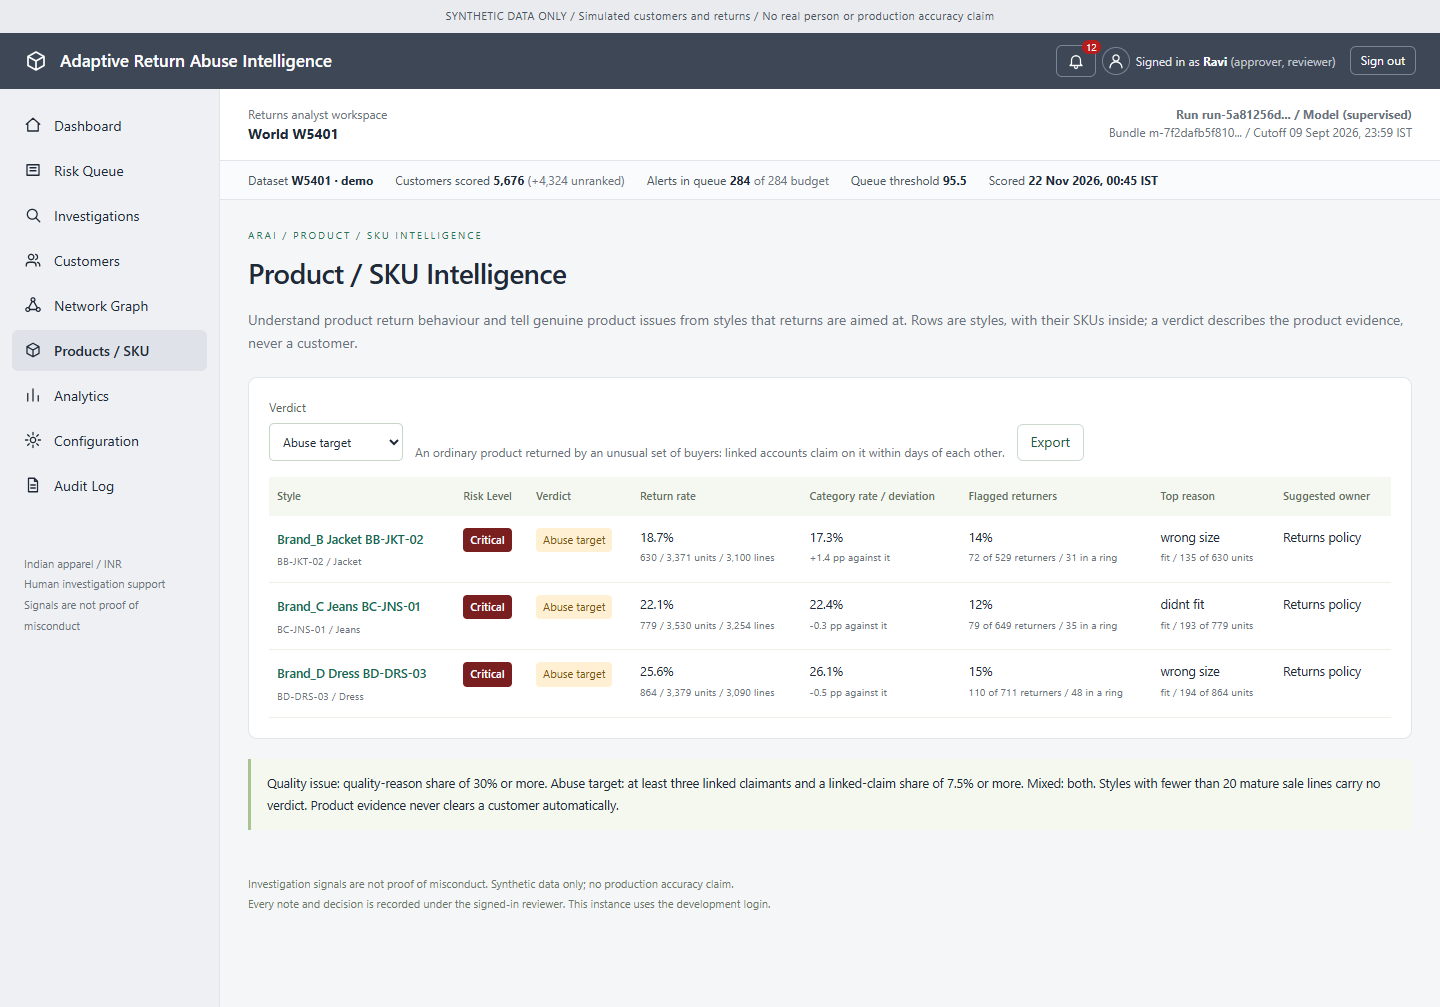 SYNTHETIC DATA ONLY / Simulated customers and returns / No real person or production accuracy claim
Adaptive Return Abuse Intelligence
12
Signed in as Ravi (approver, reviewer)
Sign out
Dashboard
Risk Queue
Investigations
Customers
Network Graph
Products / SKU
Analytics
Configuration
Audit Log
Indian apparel / INR
Human investigation support
Signals are not proof of
misconduct
Returns analyst workspace
World W5401
Run run-5a81256d... / Model (supervised)
Bundle m-7f2dafb5f810... / Cutoff 09 Sept 2026, 23:59 IST
Dataset W5401 · demo Customers scored 5,676 (+4,324 unranked) Alerts in queue 284 of 284 budget Queue threshold 95.5 Scored 22 Nov 2026, 00:45 IST
ARAI / PRODUCT / SKU INTELLIGENCE
Product / SKU Intelligence
Understand product return behaviour and tell genuine product issues from styles that returns are aimed at. Rows are styles, with their SKUs inside; a verdict describes the product evidence,
never a customer.
Verdict
Abuse target
An ordinary product returned by an unusual set of buyers: linked accounts claim on it within days of each other.
Export
Style Risk Level Verdict Return rate Category rate / deviation Flagged returners Top reason Suggested owner
Brand_B Jacket BB-JKT-02 Critical Abuse target 18.7% 17.3% 14% wrong size Returns policy
BB-JKT-02 / Jacket 630 / 3,371 units / 3,100 lines +1.4 pp against it 72 of 529 returners / 31 in a ring fit / 135 of 630 units
Brand_C Jeans BC-JNS-01 Critical Abuse target 22.1% 22.4% 12% didnt fit Returns policy
BC-JNS-01 / Jeans 779 / 3,530 units / 3,254 lines -0.3 pp against it 79 of 649 returners / 35 in a ring fit / 193 of 779 units
Brand_D Dress BD-DRS-03 Critical Abuse target 25.6% 26.1% 15% wrong size Returns policy
BD-DRS-03 / Dress 864 / 3,379 units / 3,090 lines -0.5 pp against it 110 of 711 returners / 48 in a ring fit / 194 of 864 units
Quality issue: quality-reason share of 30% or more. Abuse target: at least three linked claimants and a linked-claim share of 7.5% or more. Mixed: both. Styles with fewer than 20 mature sale lines carry no
verdict. Product evidence never clears a customer automatically.
Investigation signals are not proof of misconduct. Synthetic data only; no production accuracy claim.
Every note and decision is recorded under the signed-in reviewer. This instance uses the development login.